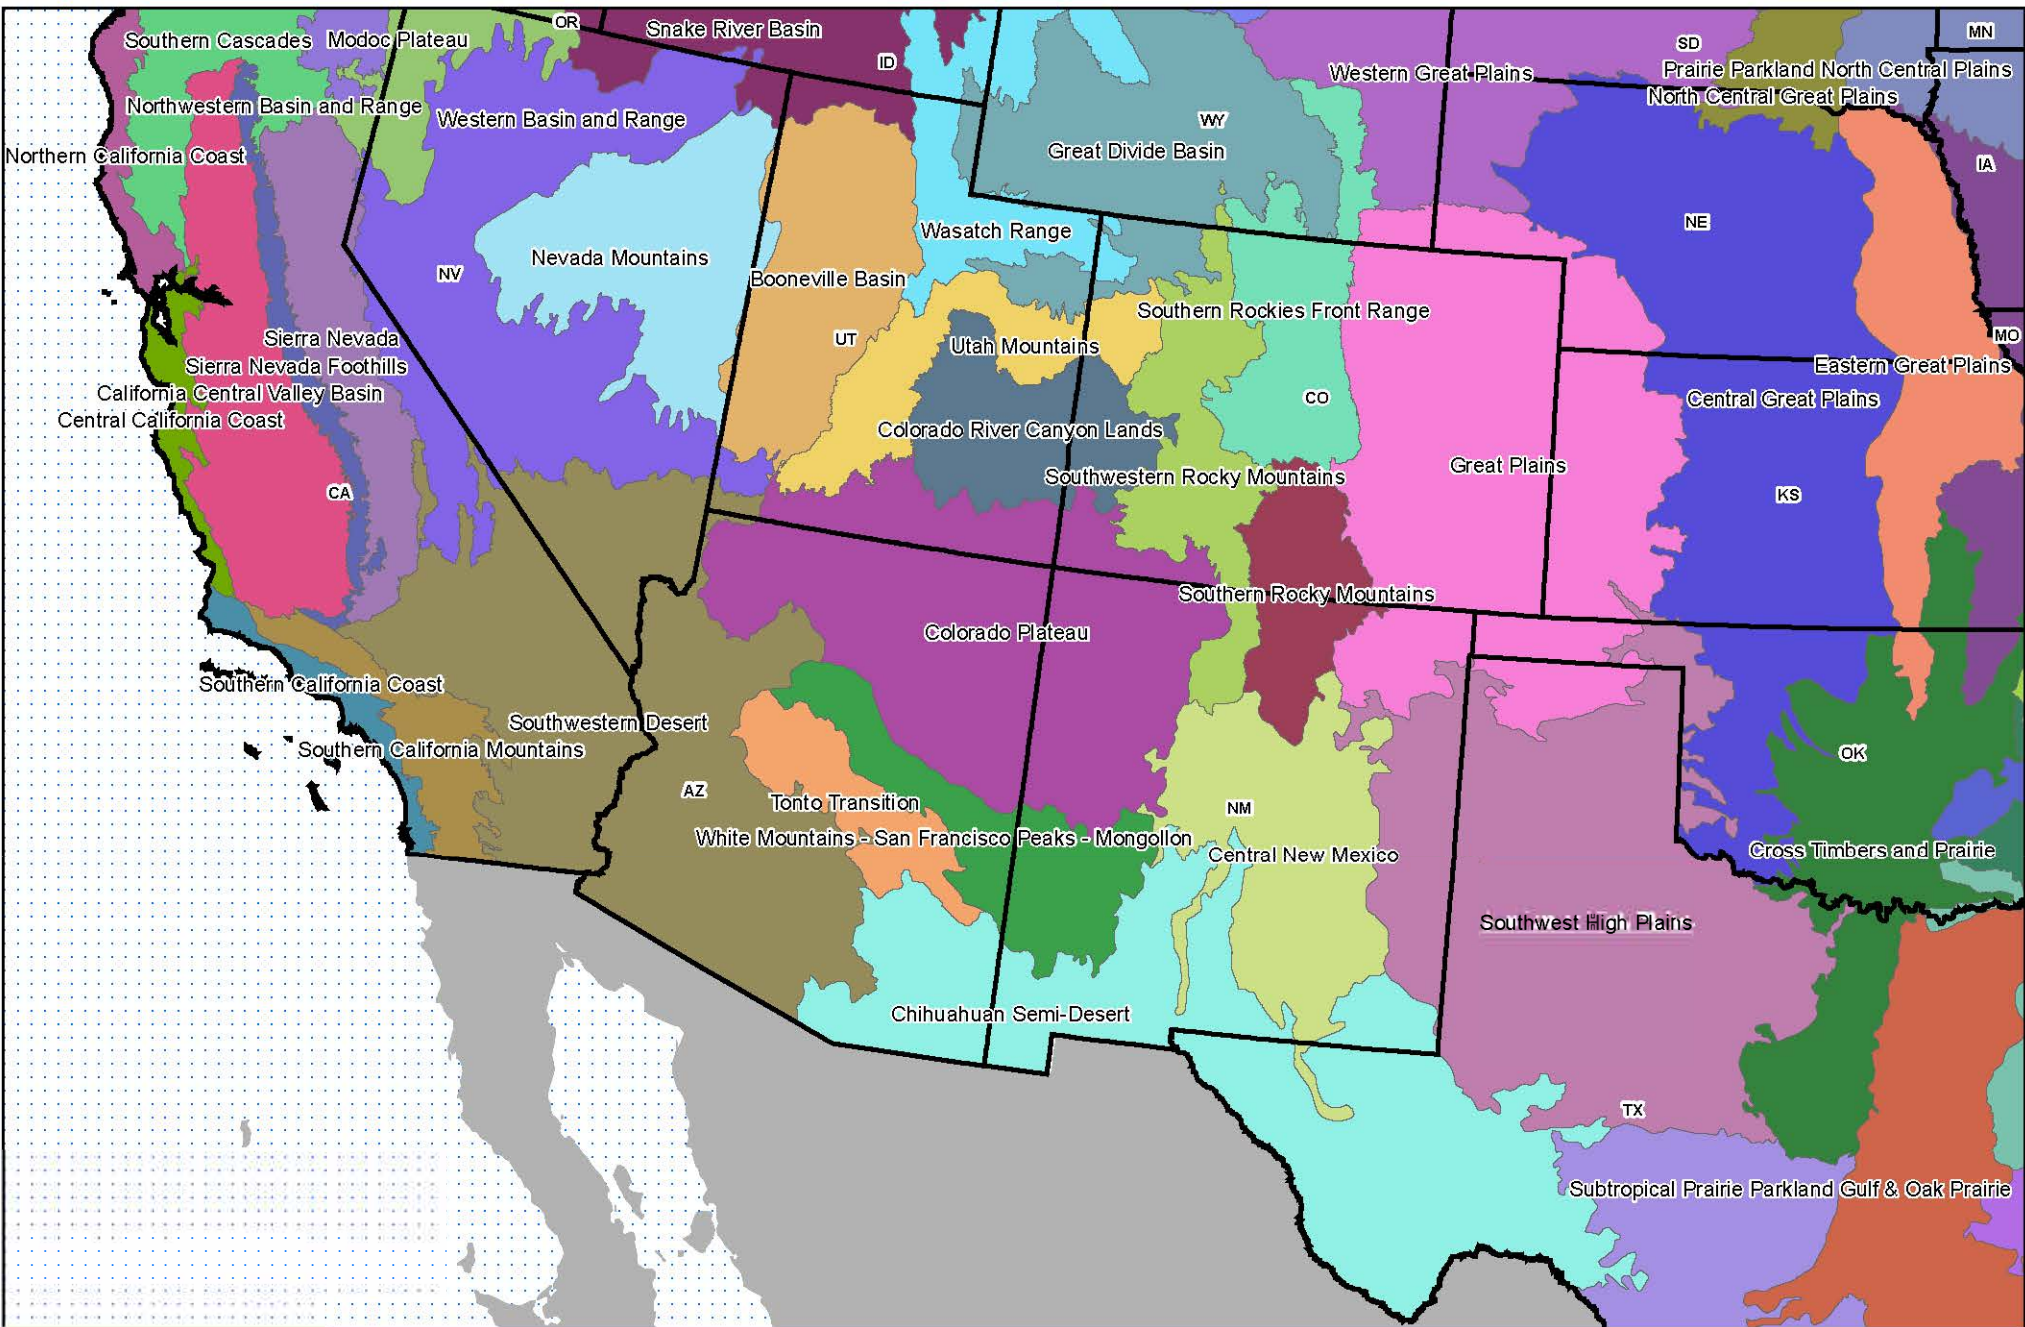 OR
Snake River Basin
MN
Southern Cascades
Modoc Plateau
SD
ID
Prairie Parkland North Central Plains
Western Great Plains
North Central Great Plains
Northwestern Basin and Range
Western Basin and Range
WY
Great Divide Basin
Northern California Coast
IA
NE
Wasatch Range
Nevada Mountains
NV
Booneville Basin
Southern Rockies Front Range
Sierra Nevada
UT
Utah Mountains
MO
Sierra Nevada Foothills
Eastern Great Plains
California Central Valley Basin
CO
Central Great Plains
Central California Coast
Colorado River Canyon Lands
Great Plains
Southwestern Rocky Mountains
CA
KS
Southern Rocky Mountains
Colorado Plateau
Southern California Coast
Southwestern Desert
Southern California Mountains
OK
AZ
Tonto Transition
NM
White Mountains - San Francisco Peaks - Mongollon
Central New Mexico
Cross Timbers and Prairie
Southwest High Plains
Chihuahuan Semi-Desert
TX
Subtropical Prairie Parkland Gulf & Oak Prairie